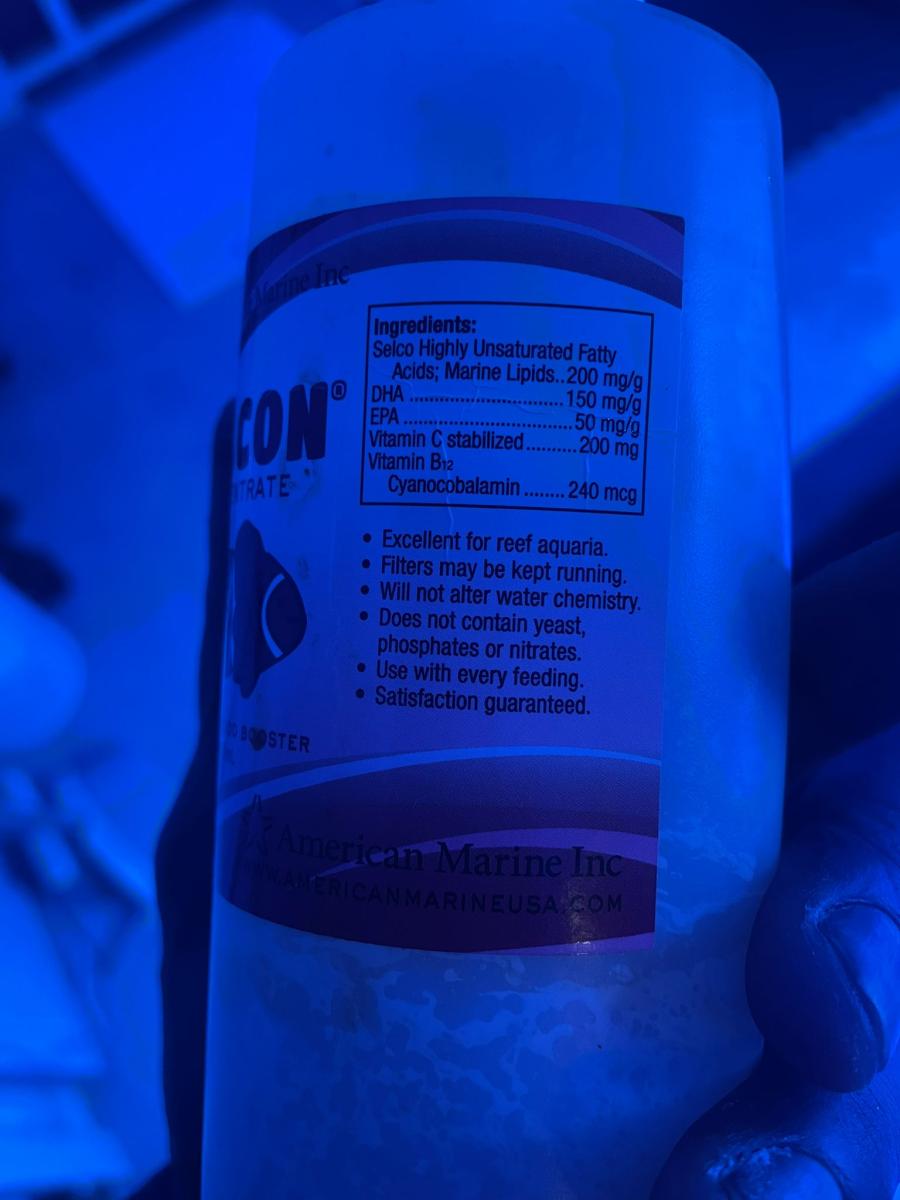 Marine Inc
CON®
TRATE
BOOSTER
Ingredients:
Selco Highly Unsaturated Fatty
Acids; Marine Lipids..200 mg/g
DHA ..............................150 mg/g
EPA .................................50 mg/g
Vitamin C stabilized ..........200 mg
Vitamin B12
Cyanocobalamin ........ 240 mcg
• Excellent for reef aquaria.
• Filters may be kept running.
• Will not alter water chemistry.
• Does not contain yeast,
phosphates or nitrates.
• Use with every feeding.
• Satisfaction guaranteed.
American Marine Inc
WWW.AMERICANMARINEUSA.COM